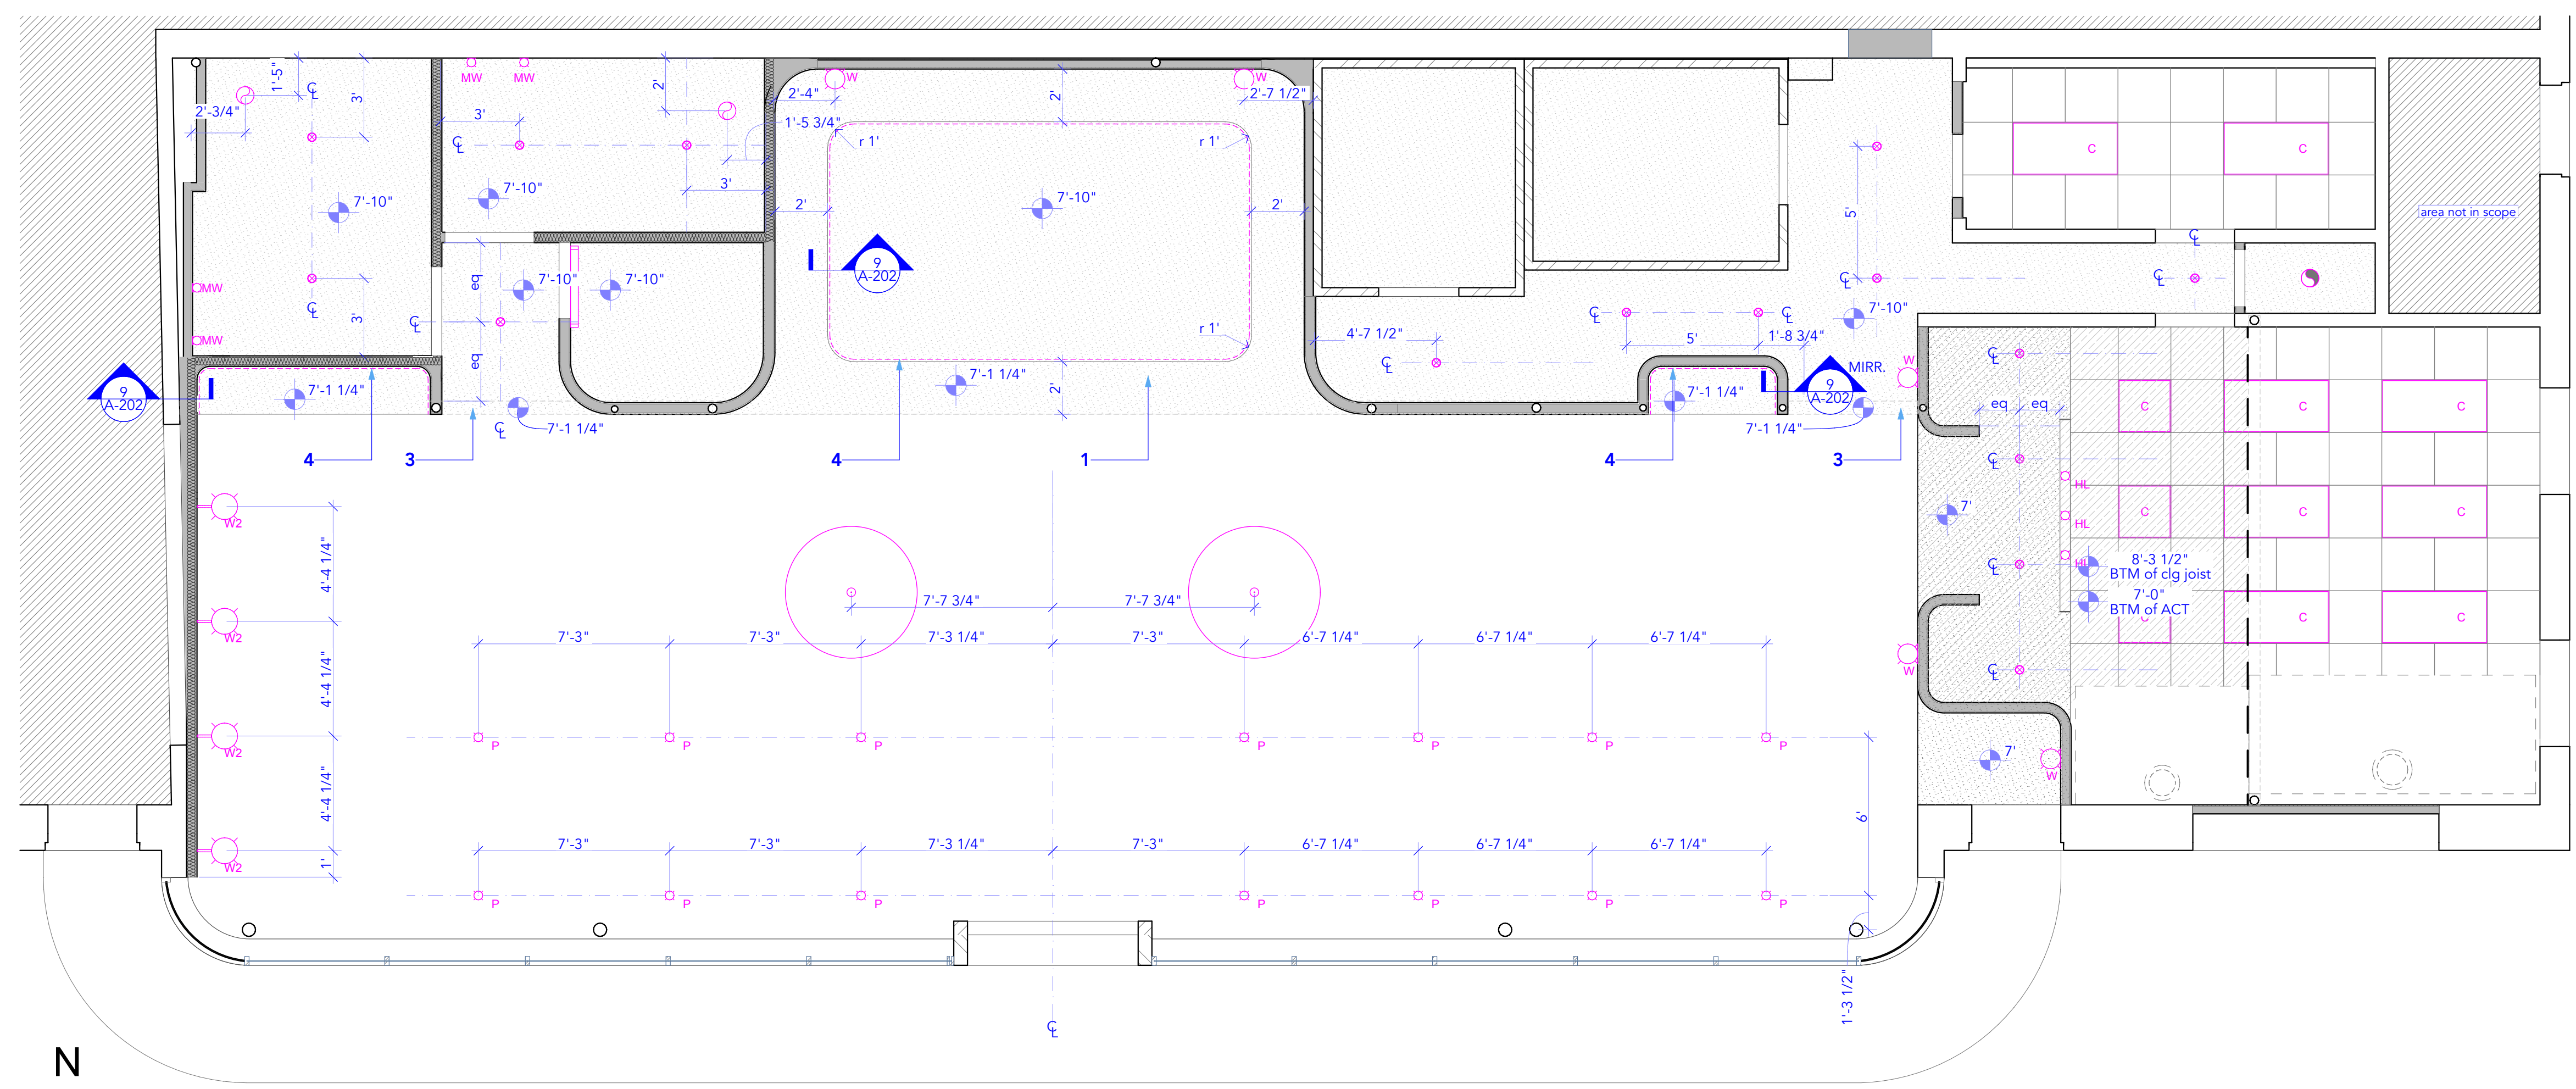 MW
MW
W
W
1'-5"
℄
3'
2'
2'-3/4"
2'-4"
2'
2'-7 1/2"
3'
℄
1'-5 3/4"
r 1'
r 1'
C
C
3'
7'-10"
7'-10"
7'-10"
2'
2'
5'
area not in scope
℄
9
A-202
MW
eq
7'-10"
7'-10"
℄
℄
℄
3'
℄
℄
℄
7'-10"
MW
r 1'
4'-7 1/2"
5'
1'-8 3/4"
℄
W
MIRR.
℄
9
A-202
7'-1 1/4"
eq
7'-1 1/4"
2'
7'-1 1/4"
9
A-202
eq
eq
C
C
C
℄
7'-1 1/4"
7'-1 1/4"
4
3
4
1
4
3
℄
HL
7'
C
C
C
W2
HL
4'-4 1/4"
℄
HL
8'-3 1/2"
BTM of clg joist
7'-0"
BTM of ACT
7'-7 3/4"
7'-7 3/4"
C
C
C
W2
7'-3"
7'-3"
7'-3 1/4"
7'-3"
6'-7 1/4"
6'-7 1/4"
6'-7 1/4"
W
℄
4'-4 1/4"
W2
P
P
P
P
P
P
P
7'
W
4'-4 1/4"
6'
7'-3"
7'-3"
7'-3 1/4"
7'-3"
6'-7 1/4"
6'-7 1/4"
6'-7 1/4"
W2
1'
P
P
P
P
P
P
P
1'-3 1/2"
℄
N